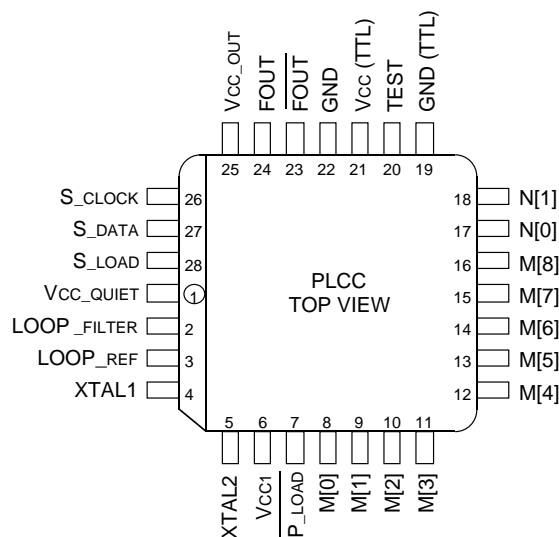 VCC_OUT
FOUT
FOUT
GND
VCC (TTL)
TEST
GND (TTL)
25
24
23
22
21
20
19
S_CLOCK 26
S_DATA 27
S_LOAD 28
VCC_QUIET 1
LOOP_FILTER 2
LOOP_REF 3
XTAL1 4
PLCC
TOP VIEW
18 N[1]
17 N[0]
16 M[8]
15 M[7]
14 M[6]
13 M[5]
12 M[4]
5
6
7
8
9
10
11
XTAL2
VCC1
P_LOAD
M[0]
M[1]
M[2]
M[3]